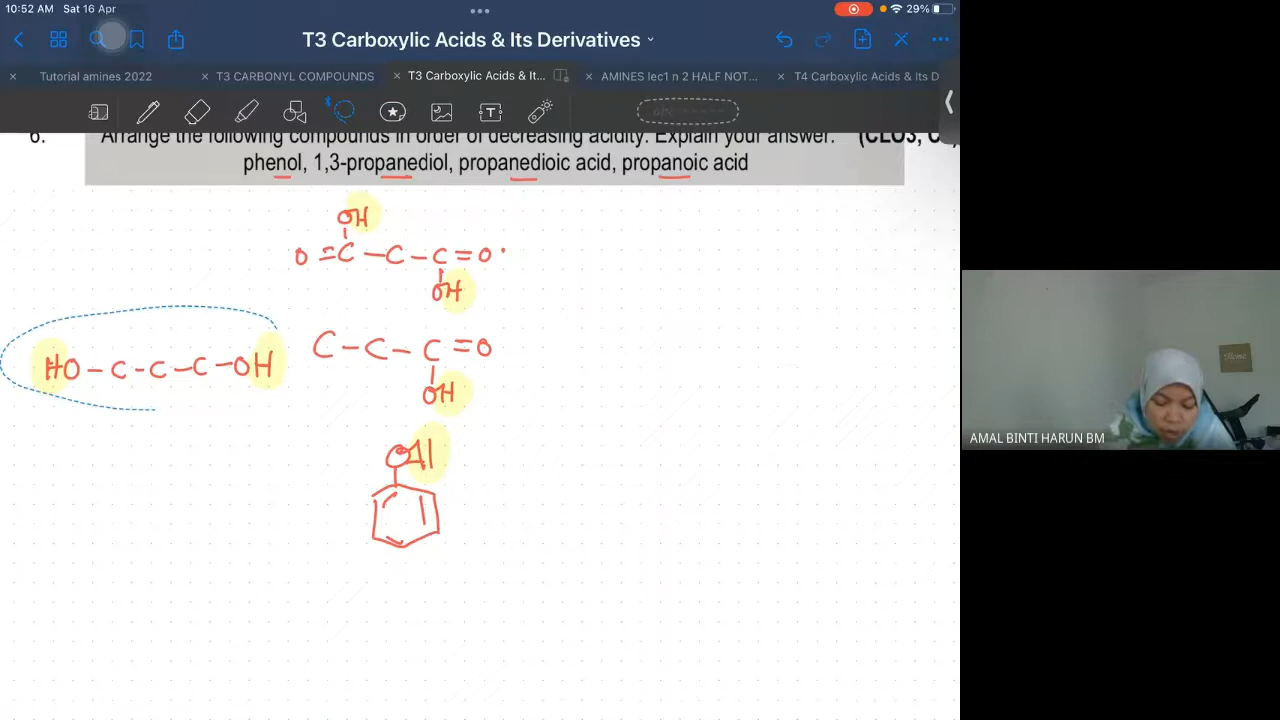 10:52 AM Sat 16 Apr
29%
T3 Carboxylic Acids & Its Derivatives
Tutorial amines 2022
T3 CARBONYL COMPOUNDS
T3 Carboxylic Acids & It...
AMINES lec1 n 2 HALF NOT...
T4 Carboxylic Acids & Its D
6. Arrange the following compounds in order of decreasing acidity. Explain your answer. (CLO3, C
phenol, 1,3-propanediol, propanedioic acid, propanoic acid
OH
O = C - C - C = O
OH
HO - C - C - C - OH
C - C - C = O
OH
OH
Home
AMAL BINTI HARUN BM